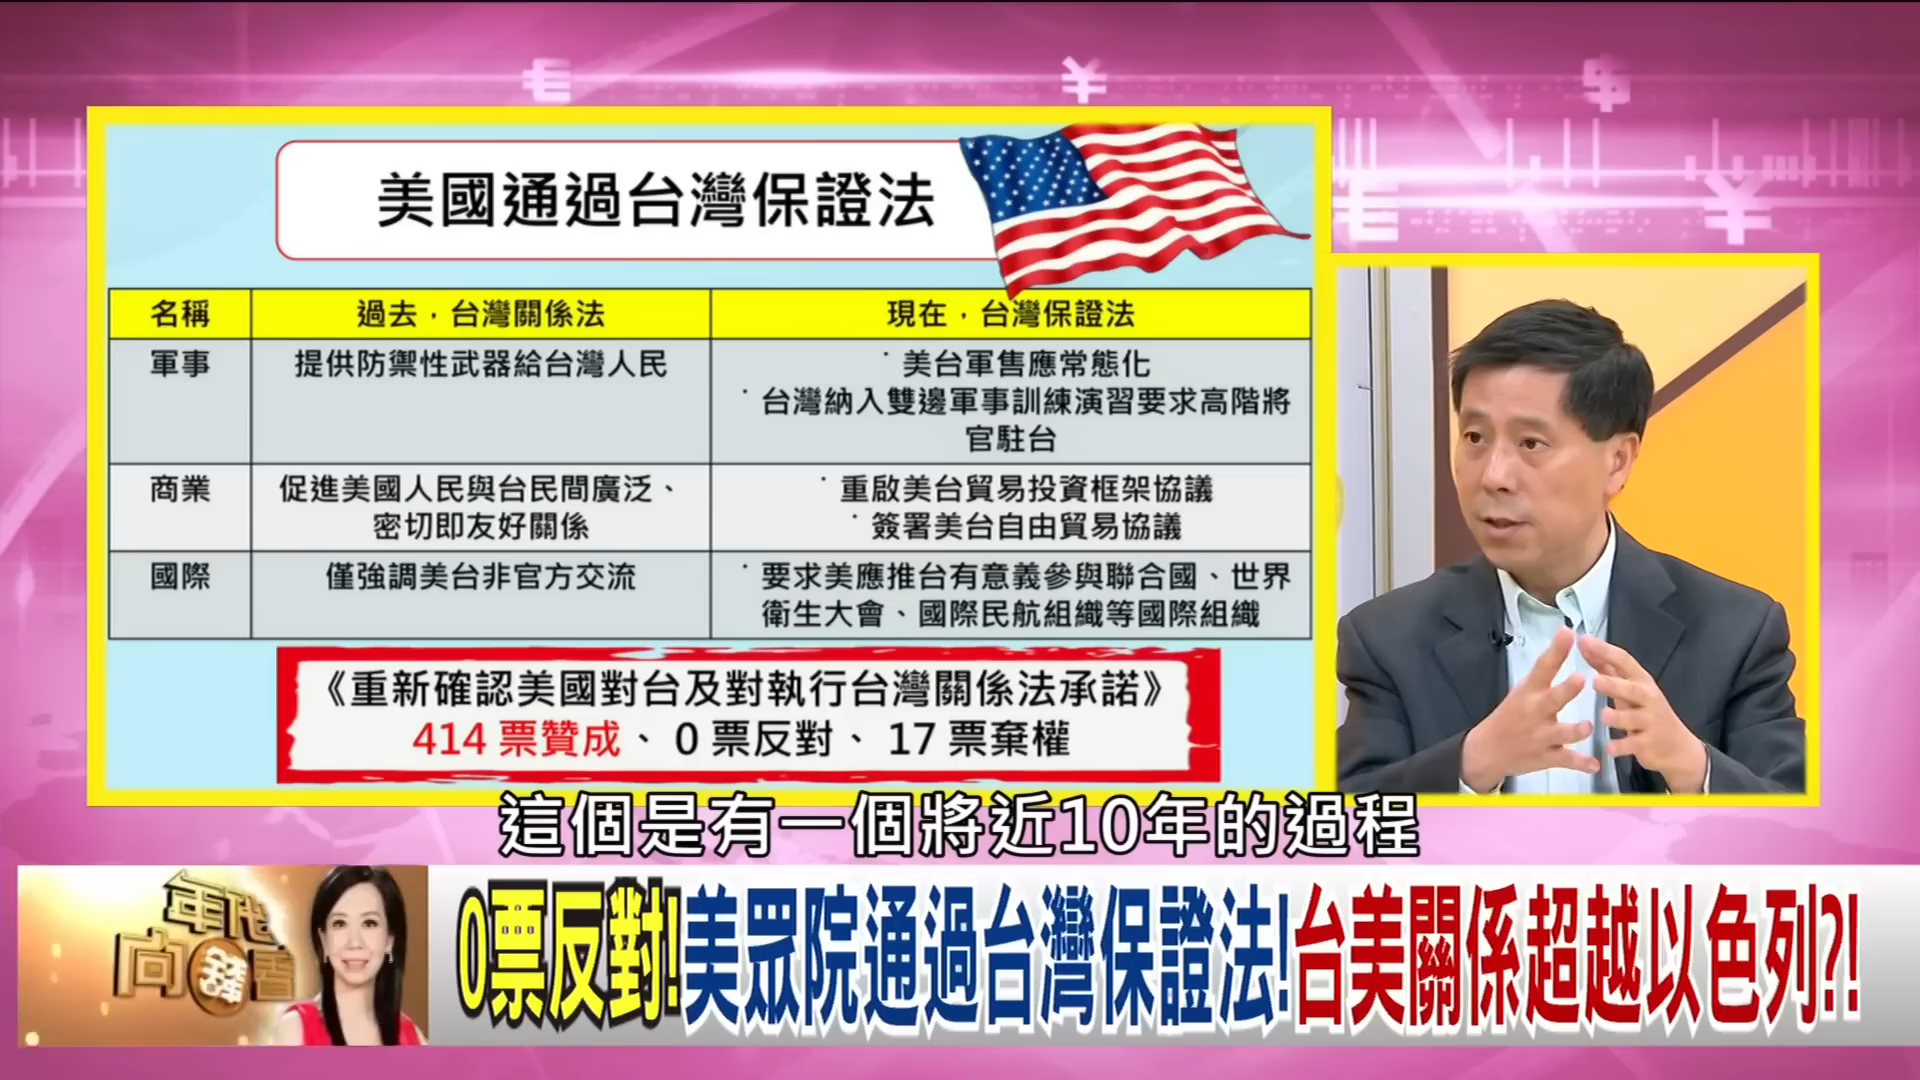 美國通過台灣保證法
名稱 過去，台灣關係法 現在，台灣保證法
軍事 提供防禦性武器給台灣人民 ˙美台軍售應常態化
˙台灣納入雙邊軍事訓練演習要求高階將
官駐台
商業 促進美國人民與台民間廣泛、 ˙重啟美台貿易投資框架協議
密切即友好關係 ˙簽署美台自由貿易協議
國際 僅強調美台非官方交流 ˙要求美應推台有意義參與聯合國、世界
衛生大會、國際民航組織等國際組織
《重新確認美國對台及對執行台灣關係法承諾》
414 票贊成、0 票反對、17 票棄權
這個是有一個將近10年的過程
年代
向錢看
0票反對!美眾院通過台灣保證法!台美關係超越以色列?!